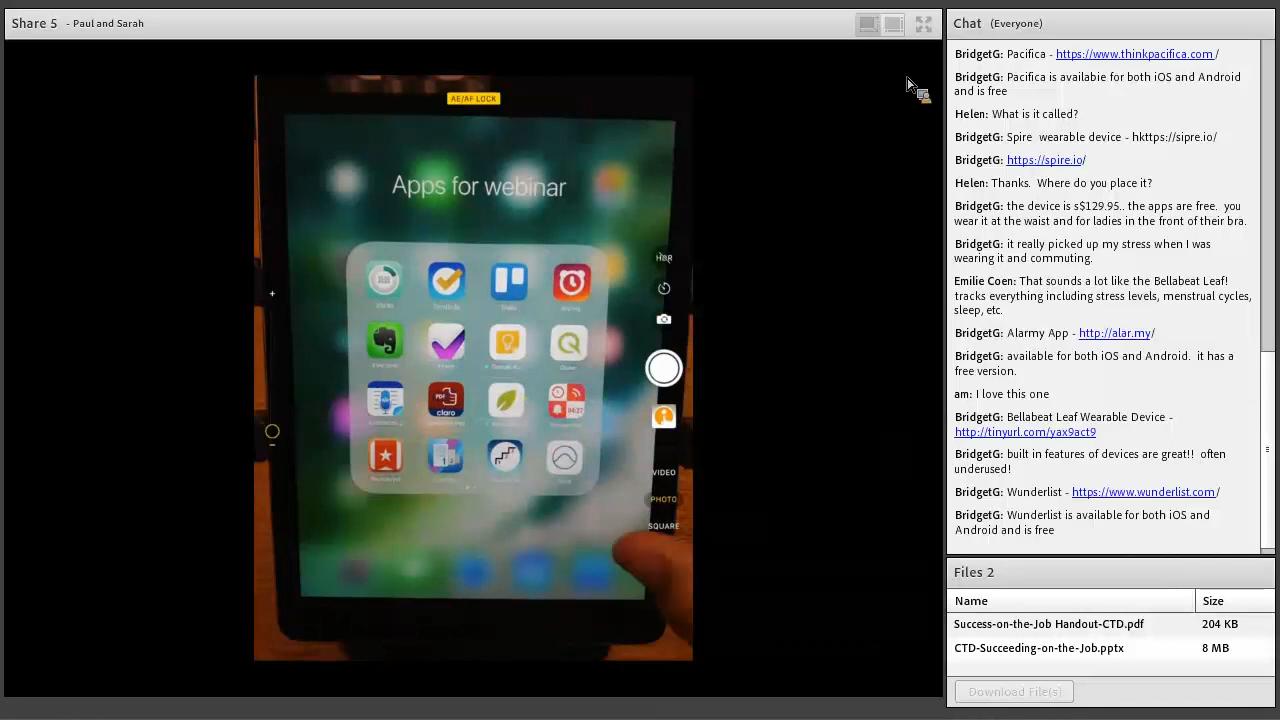 Share 5 - Paul and Sarah
AE/AF LOCK
Apps for webinar
HDR
PDF
claro
04:27
1
VIDEO
PHOTO
SQUARE
Chat (Everyone)
BridgetG: Pacifica - https://www.thinkpacifica.com/
BridgetG: Pacifica is available for both iOS and Android
and is free
Helen: What is it called?
BridgetG: Spire wearable device - hkttps://sipre.io/
BridgetG: https://spire.io/
Helen: Thanks. Where do you place it?
BridgetG: the device is s$129.95.. the apps are free. you
wear it at the waist and for ladies in the front of their bra.
BridgetG: it really picked up my stress when I was
wearing it and commuting.
Emilie Coen: That sounds a lot like the Bellabeat Leaf!
tracks everything including stress levels, menstrual cycles,
sleep, etc.
BridgetG: Alarmy App - http://alar.my/
BridgetG: available for both iOS and Android. it has a
free version.
am: I love this one
BridgetG: Bellabeat Leaf Wearable Device -
http://tinyurl.com/yax9act9
BridgetG: built in features of devices are great!! often
underused!
BridgetG: Wunderlist - https://www.wunderlist.com/
BridgetG: Wunderlist is available for both iOS and
Android and is free
Files 2
Name Size
Success-on-the-Job Handout-CTD.pdf 204 KB
CTD-Succeeding-on-the-Job.pptx 8 MB
Download File(s)